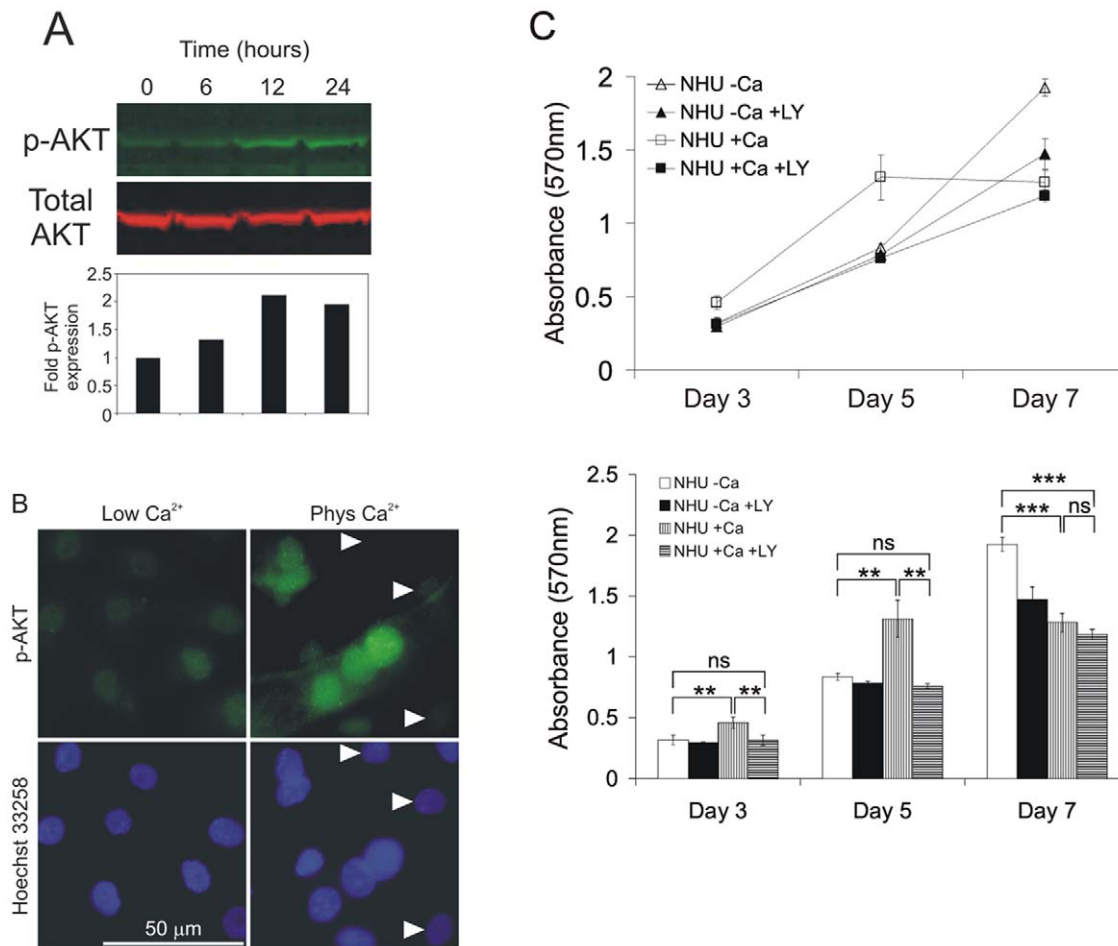 A
Time (hours)
0 6 12 24
p-AKT
Total
AKT
Fold p-AKT
expression
2.5
2
1.5
1
0.5
0
B
Low Ca²⁺ Phys Ca²⁺
p-AKT
Hoechst 33258
50 µm
C
Absorbance (570nm)
2
1.5
1
0.5
0
NHU -Ca
NHU -Ca +LY
NHU +Ca
NHU +Ca +LY
Day 3 Day 5 Day 7
Absorbance (570nm)
2.5
2
1.5
1
0.5
0
NHU -Ca
NHU -Ca +LY
NHU +Ca
NHU +Ca +LY
ns
** **
ns
** **
***
*** ns
Day 3 Day 5 Day 7